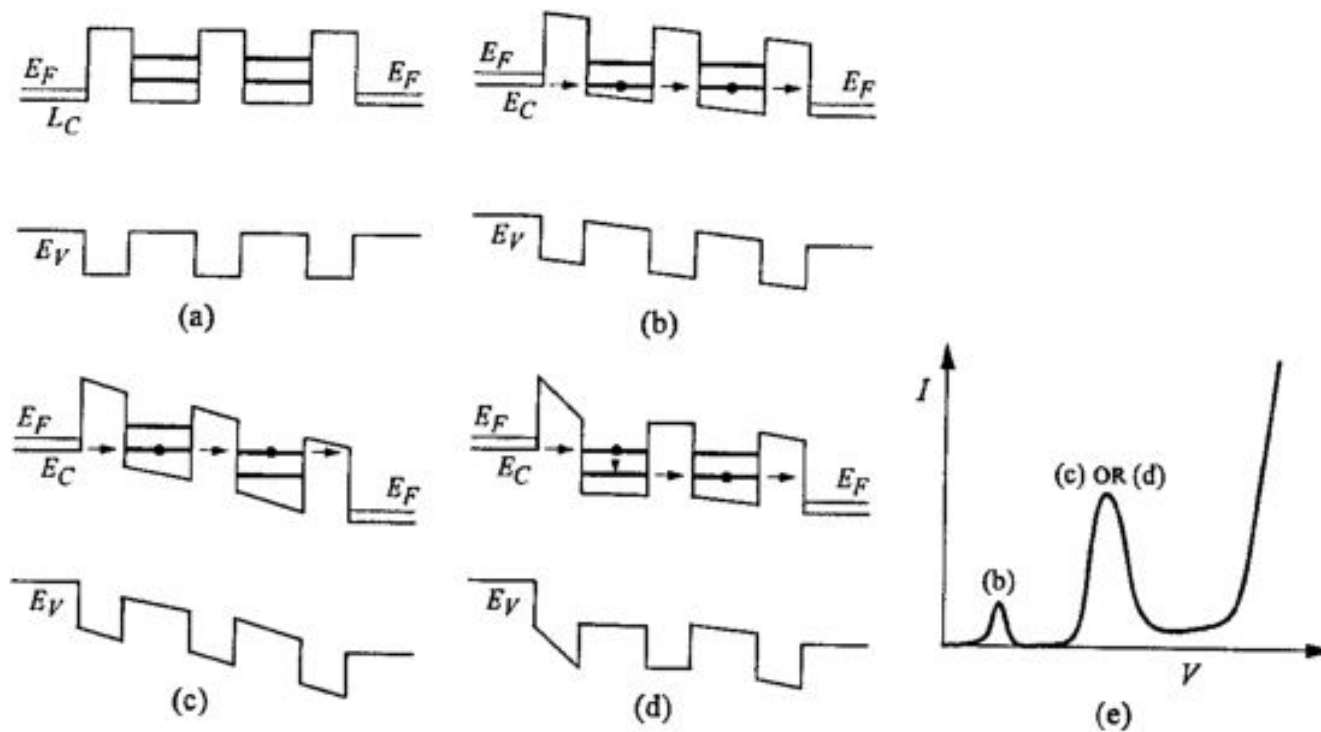 E_F
L_C
E_F
E_V
(a)
E_F
E_C
E_F
E_V
(b)
E_F
E_C
E_F
E_V
(c)
E_F
E_C
E_F
E_V
(d)
I
(c) OR (d)
(b)
V
(e)